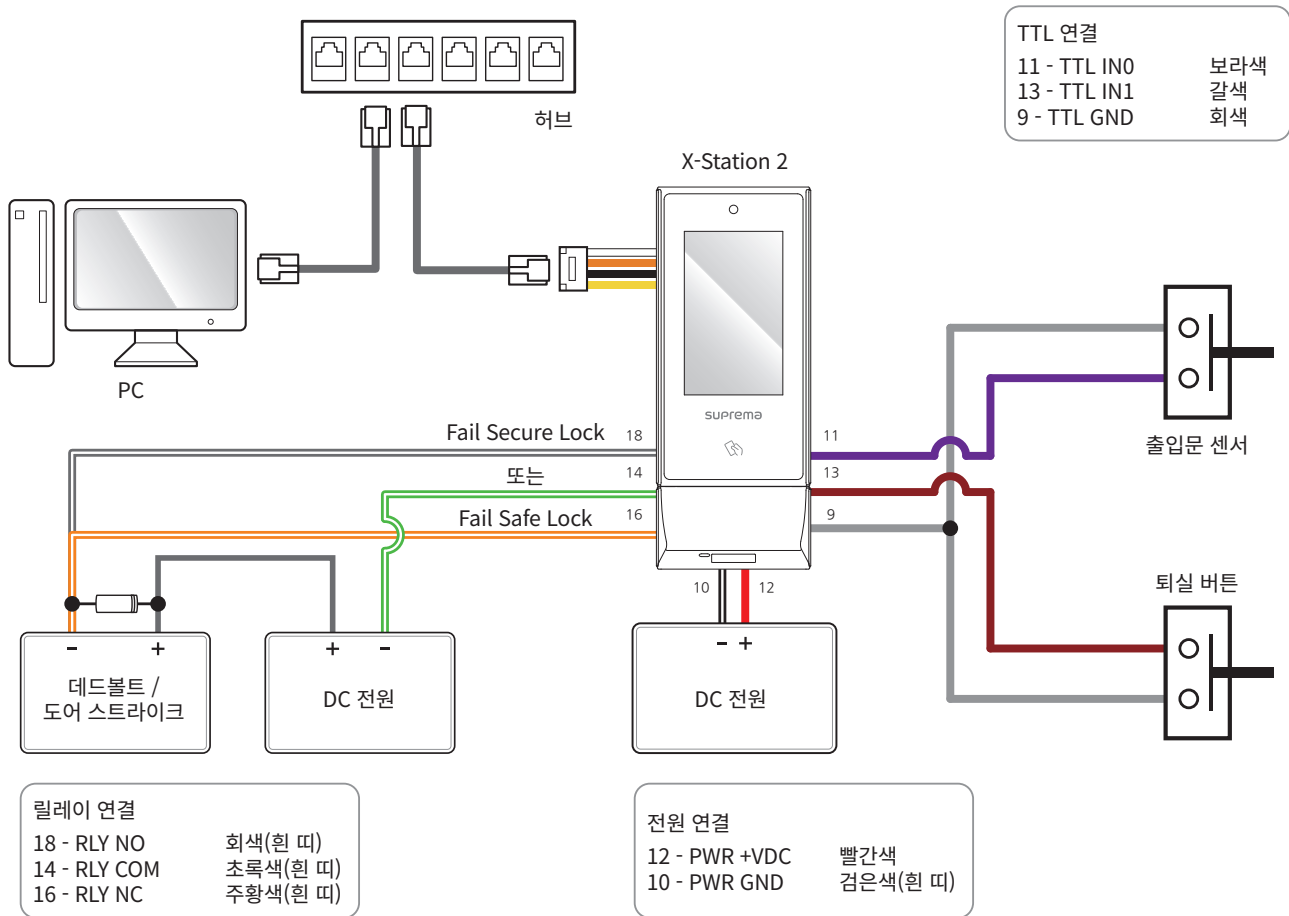 TTL 연결
11 - TTL IN0 보라색
13 - TTL IN1 갈색
9 - TTL GND 회색
허브
X-Station 2
PC
suprema
Fail Secure Lock 18
또는 14
Fail Safe Lock 16
11
13
9
출입문 센서
10 12
퇴실 버튼
- +
데드볼트 /
도어 스트라이크
+ -
DC 전원
- +
DC 전원
릴레이 연결
18 - RLY NO 회색(흰 띠)
14 - RLY COM 초록색(흰 띠)
16 - RLY NC 주황색(흰 띠)
전원 연결
12 - PWR +VDC 빨간색
10 - PWR GND 검은색(흰 띠)